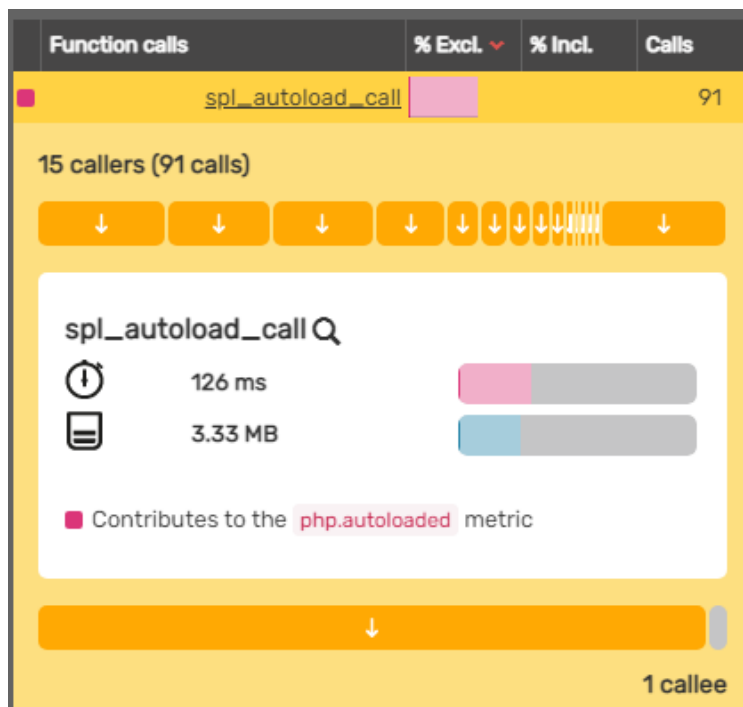 Function calls % Excl. % Incl. Calls
spl_autoload_call 91
15 callers (91 calls)
spl_autoload_call
126 ms
3.33 MB
Contributes to the php.autoloaded metric
1 callee